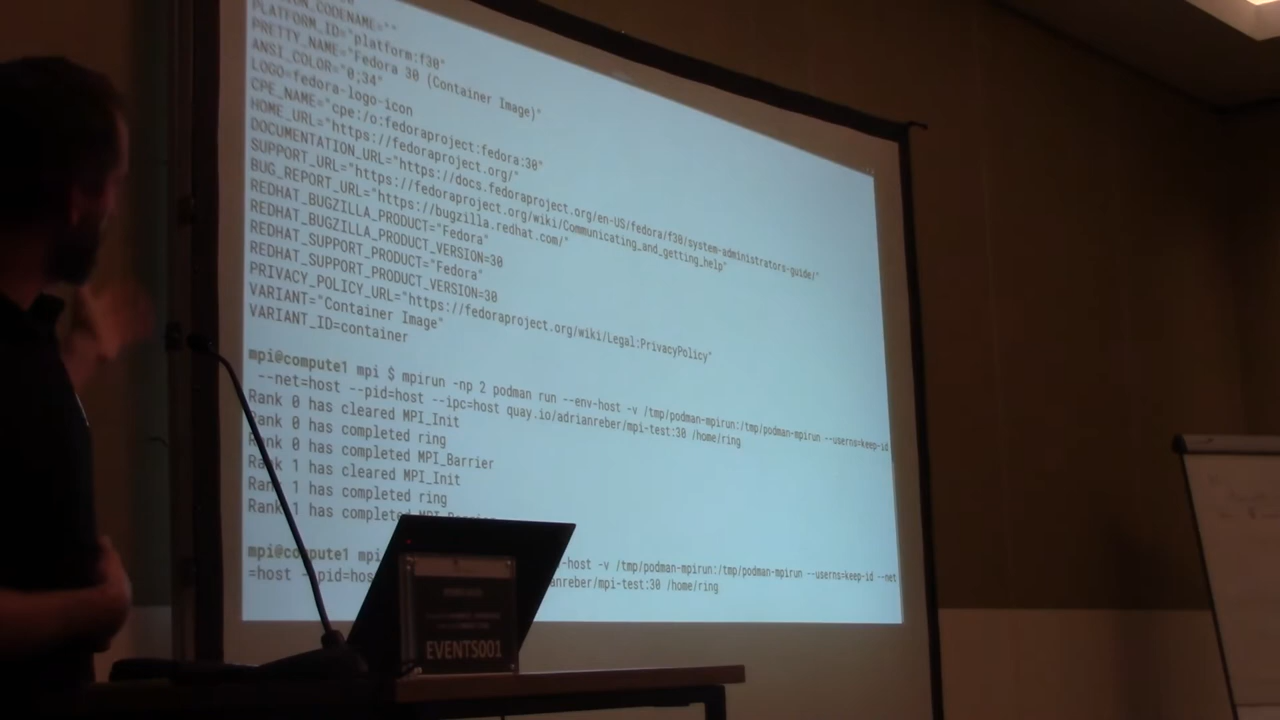 PLATFORM_ID="platform:f30"
PRETTY_NAME="Fedora 30 (Container Image)"
ANSI_COLOR="0;34"
LOGO=fedora-logo-icon
CPE_NAME="cpe:/o:fedoraproject:fedora:30"
HOME_URL="https://fedoraproject.org/"
DOCUMENTATION_URL="https://docs.fedoraproject.org/en-US/fedora/f30/system-administrators-guide/"
SUPPORT_URL="https://fedoraproject.org/wiki/Communicating_and_getting_help"
BUG_REPORT_URL="https://bugzilla.redhat.com/"
REDHAT_BUGZILLA_PRODUCT="Fedora"
REDHAT_BUGZILLA_PRODUCT_VERSION=30
REDHAT_SUPPORT_PRODUCT="Fedora"
REDHAT_SUPPORT_PRODUCT_VERSION=30
PRIVACY_POLICY_URL="https://fedoraproject.org/wiki/Legal:PrivacyPolicy"
VARIANT="Container Image"
VARIANT_ID=container
mpi@compute1 mpi $ mpirun -np 2 podman run --env-host -v /tmp/podman-mpirun:/tmp/podman-mpirun --userns=keep-id
--net=host --pid=host --ipc=host quay.io/adrianreber/mpi-test:30 /home/ring
Rank 0 has cleared MPI_Init
Rank 0 has completed ring
Rank 0 has completed MPI_Barrier
Rank 1 has cleared MPI_Init
Rank 1 has completed ring
Rank 1 has completed
mpi@compute1 mpi -host -v /tmp/podman-mpirun:/tmp/podman-mpirun --userns=keep-id --net
=host --pid=hos anreber/mpi-test:30 /home/ring
EVENTS001